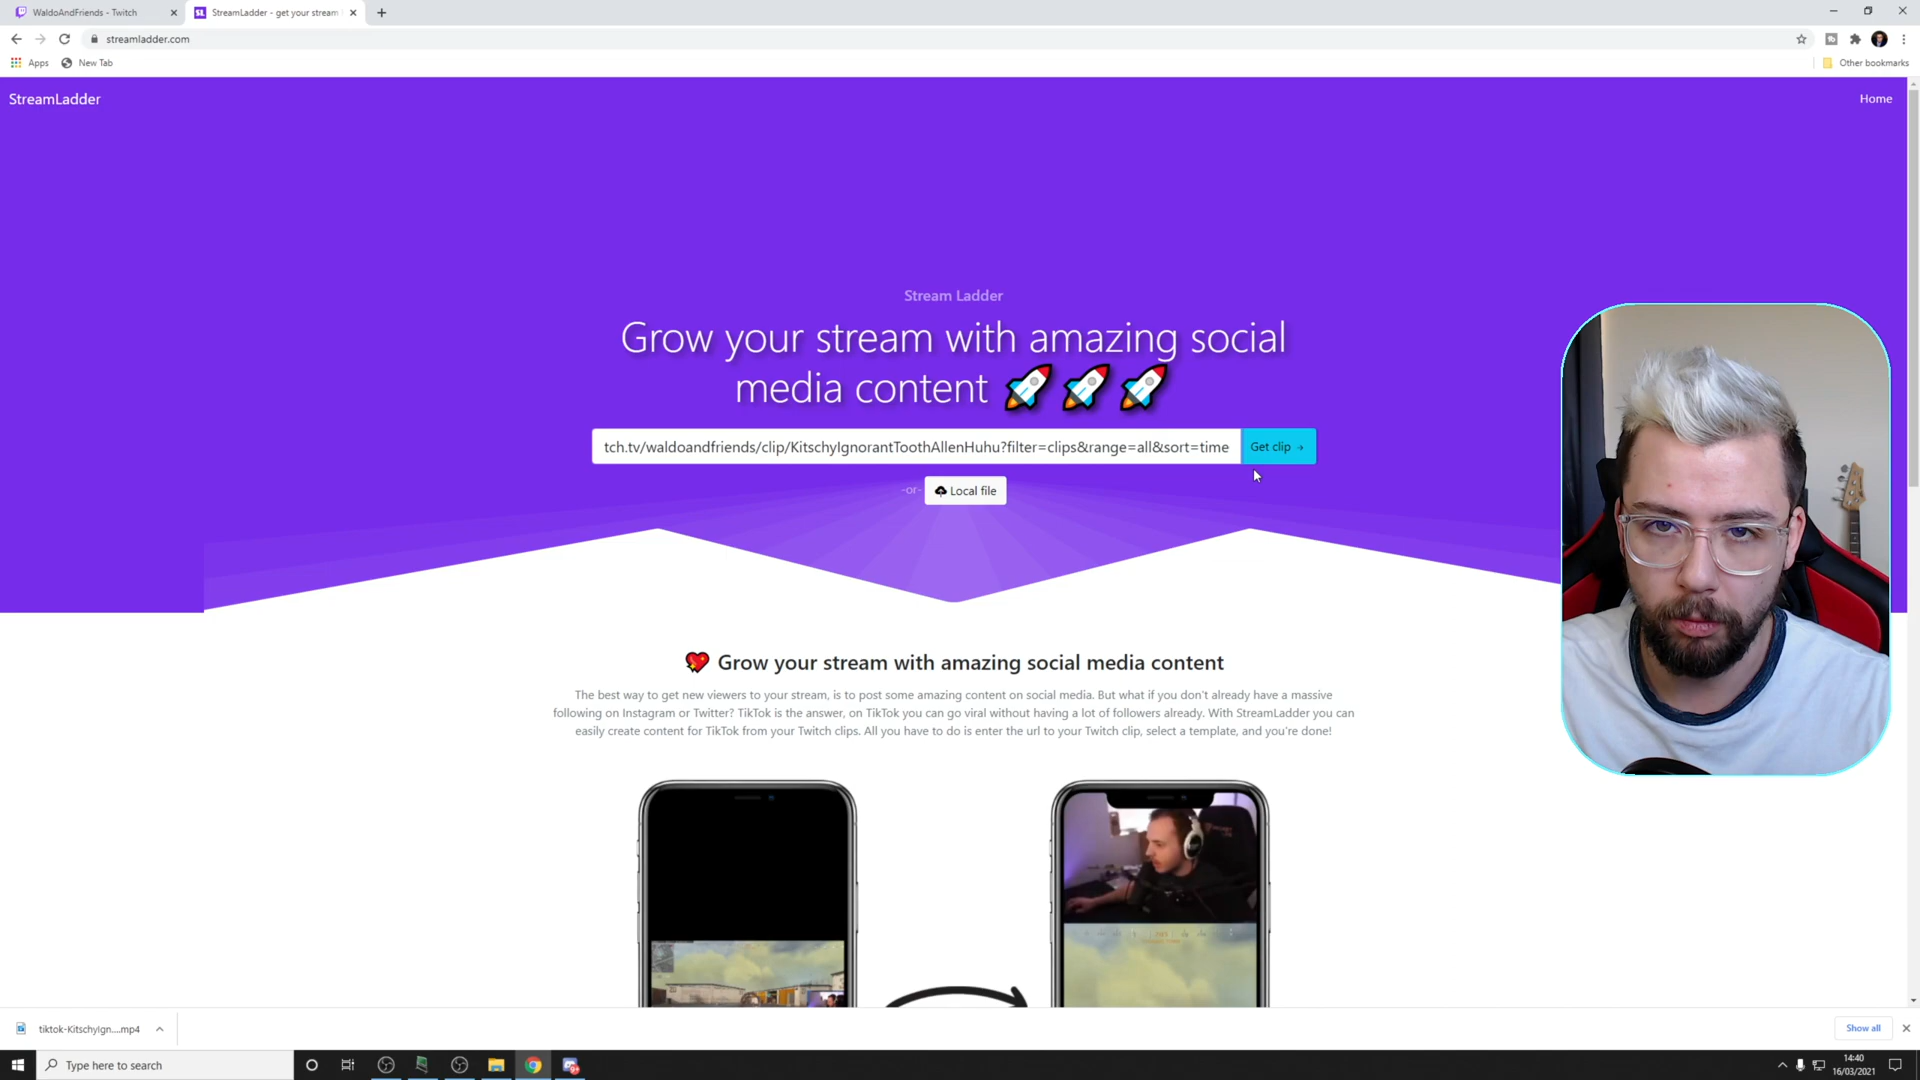 WaldoAndFriends - Twitch
StreamLadder - get your stream
streamladder.com
Apps
New Tab
Other bookmarks
StreamLadder
Home
Stream Ladder
Grow your stream with amazing social
media content 🚀🚀🚀
tch.tv/waldoandfriends/clip/KitschyIgnorantToothAllenHuhu?filter=clips&range=all&sort=time
Get clip →
-or-
Local file
💖 Grow your stream with amazing social media content
The best way to get new viewers to your stream, is to post some amazing content on social media. But what if you don't already have a massive
following on Instagram or Twitter? TikTok is the answer, on TikTok you can go viral without having a lot of followers already. With StreamLadder you can
easily create content for TikTok from your Twitch clips. All you have to do is enter the url to your Twitch clip, select a template, and you're done!
tiktok-KitschyIgn....mp4
Show all
Type here to search
14:40
16/03/2021